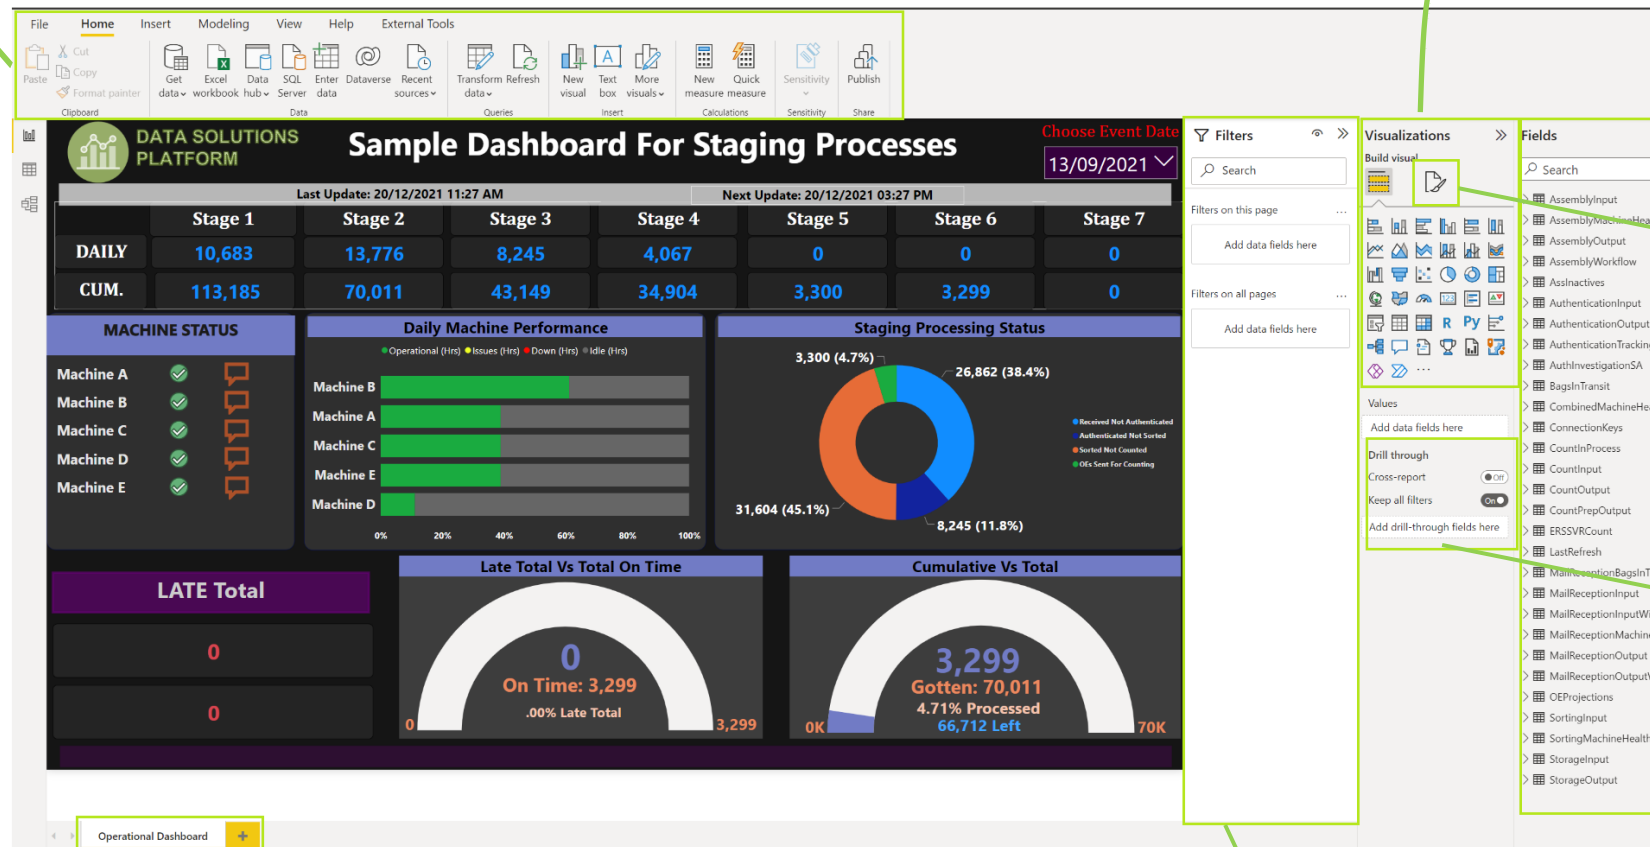 File Home Insert Modeling View Help External Tools
Paste
Cut
Copy
Format painter
Clipboard
Get data
Excel workbook
Data hub
SQL Server
Enter data
Dataverse
Recent sources
Data
Transform data
Refresh
Queries
New visual
Text box
More visuals
Insert
New measure
Quick measure
Calculations
Sensitivity
Sensitivity
Publish
Share
DATA SOLUTIONS
PLATFORM
Sample Dashboard For Staging Processes
Choose Event Date
13/09/2021
Last Update: 20/12/2021 11:27 AM
Next Update: 20/12/2021 03:27 PM
Stage 1 Stage 2 Stage 3 Stage 4 Stage 5 Stage 6 Stage 7
DAILY 10,683 13,776 8,245 4,067 0 0 0
CUM. 113,185 70,011 43,149 34,904 3,300 3,299 0
MACHINE STATUS
Machine A
Machine B
Machine C
Machine D
Machine E
Daily Machine Performance
Operational (Hrs) Issues (Hrs) Down (Hrs) Idle (Hrs)
Machine B
Machine A
Machine C
Machine E
Machine D
0% 20% 40% 60% 80% 100%
Staging Processing Status
3,300 (4.7%)
26,862 (38.4%)
31,604 (45.1%)
8,245 (11.8%)
Received Not Authenticated
Authenticated Not Sorted
Sorted Not Counted
OEs Sent For Counting
LATE Total
0
0
Late Total Vs Total On Time
0
On Time: 3,299
.00% Late
Total
0 3,299
Cumulative Vs Total
3,299
Gotten: 70,011
4.71% Processed
66,712 Left
0K 70K
Operational Dashboard +
Filters
Search
Filters on this page ...
Add data fields here
Filters on all pages ...
Add data fields here
Visualizations
Build visual
123
R Py
...
Values
Add data fields here
Drill through
Cross-report Off
Keep all filters On
Add drill-through fields here
Fields
Search
AssemblyInput
AssemblyMachineHea
AssemblyOutput
AssemblyWorkflow
AssInactives
AuthenticationInput
AuthenticationOutput
AuthenticationTracking
AuthInvestigationSA
BagsInTransit
CombinedMachineHea
ConnectionKeys
CountInProcess
CountInput
CountOutput
CountPrepOutput
ERSSVRCount
LastRefresh
MailReceptionBagsInT
MailReceptionInput
MailReceptionInputWi
MailReceptionMachine
MailReceptionOutput
MailReceptionOutputW
OEProjections
SortingInput
SortingMachineHealth
StorageInput
StorageOutput